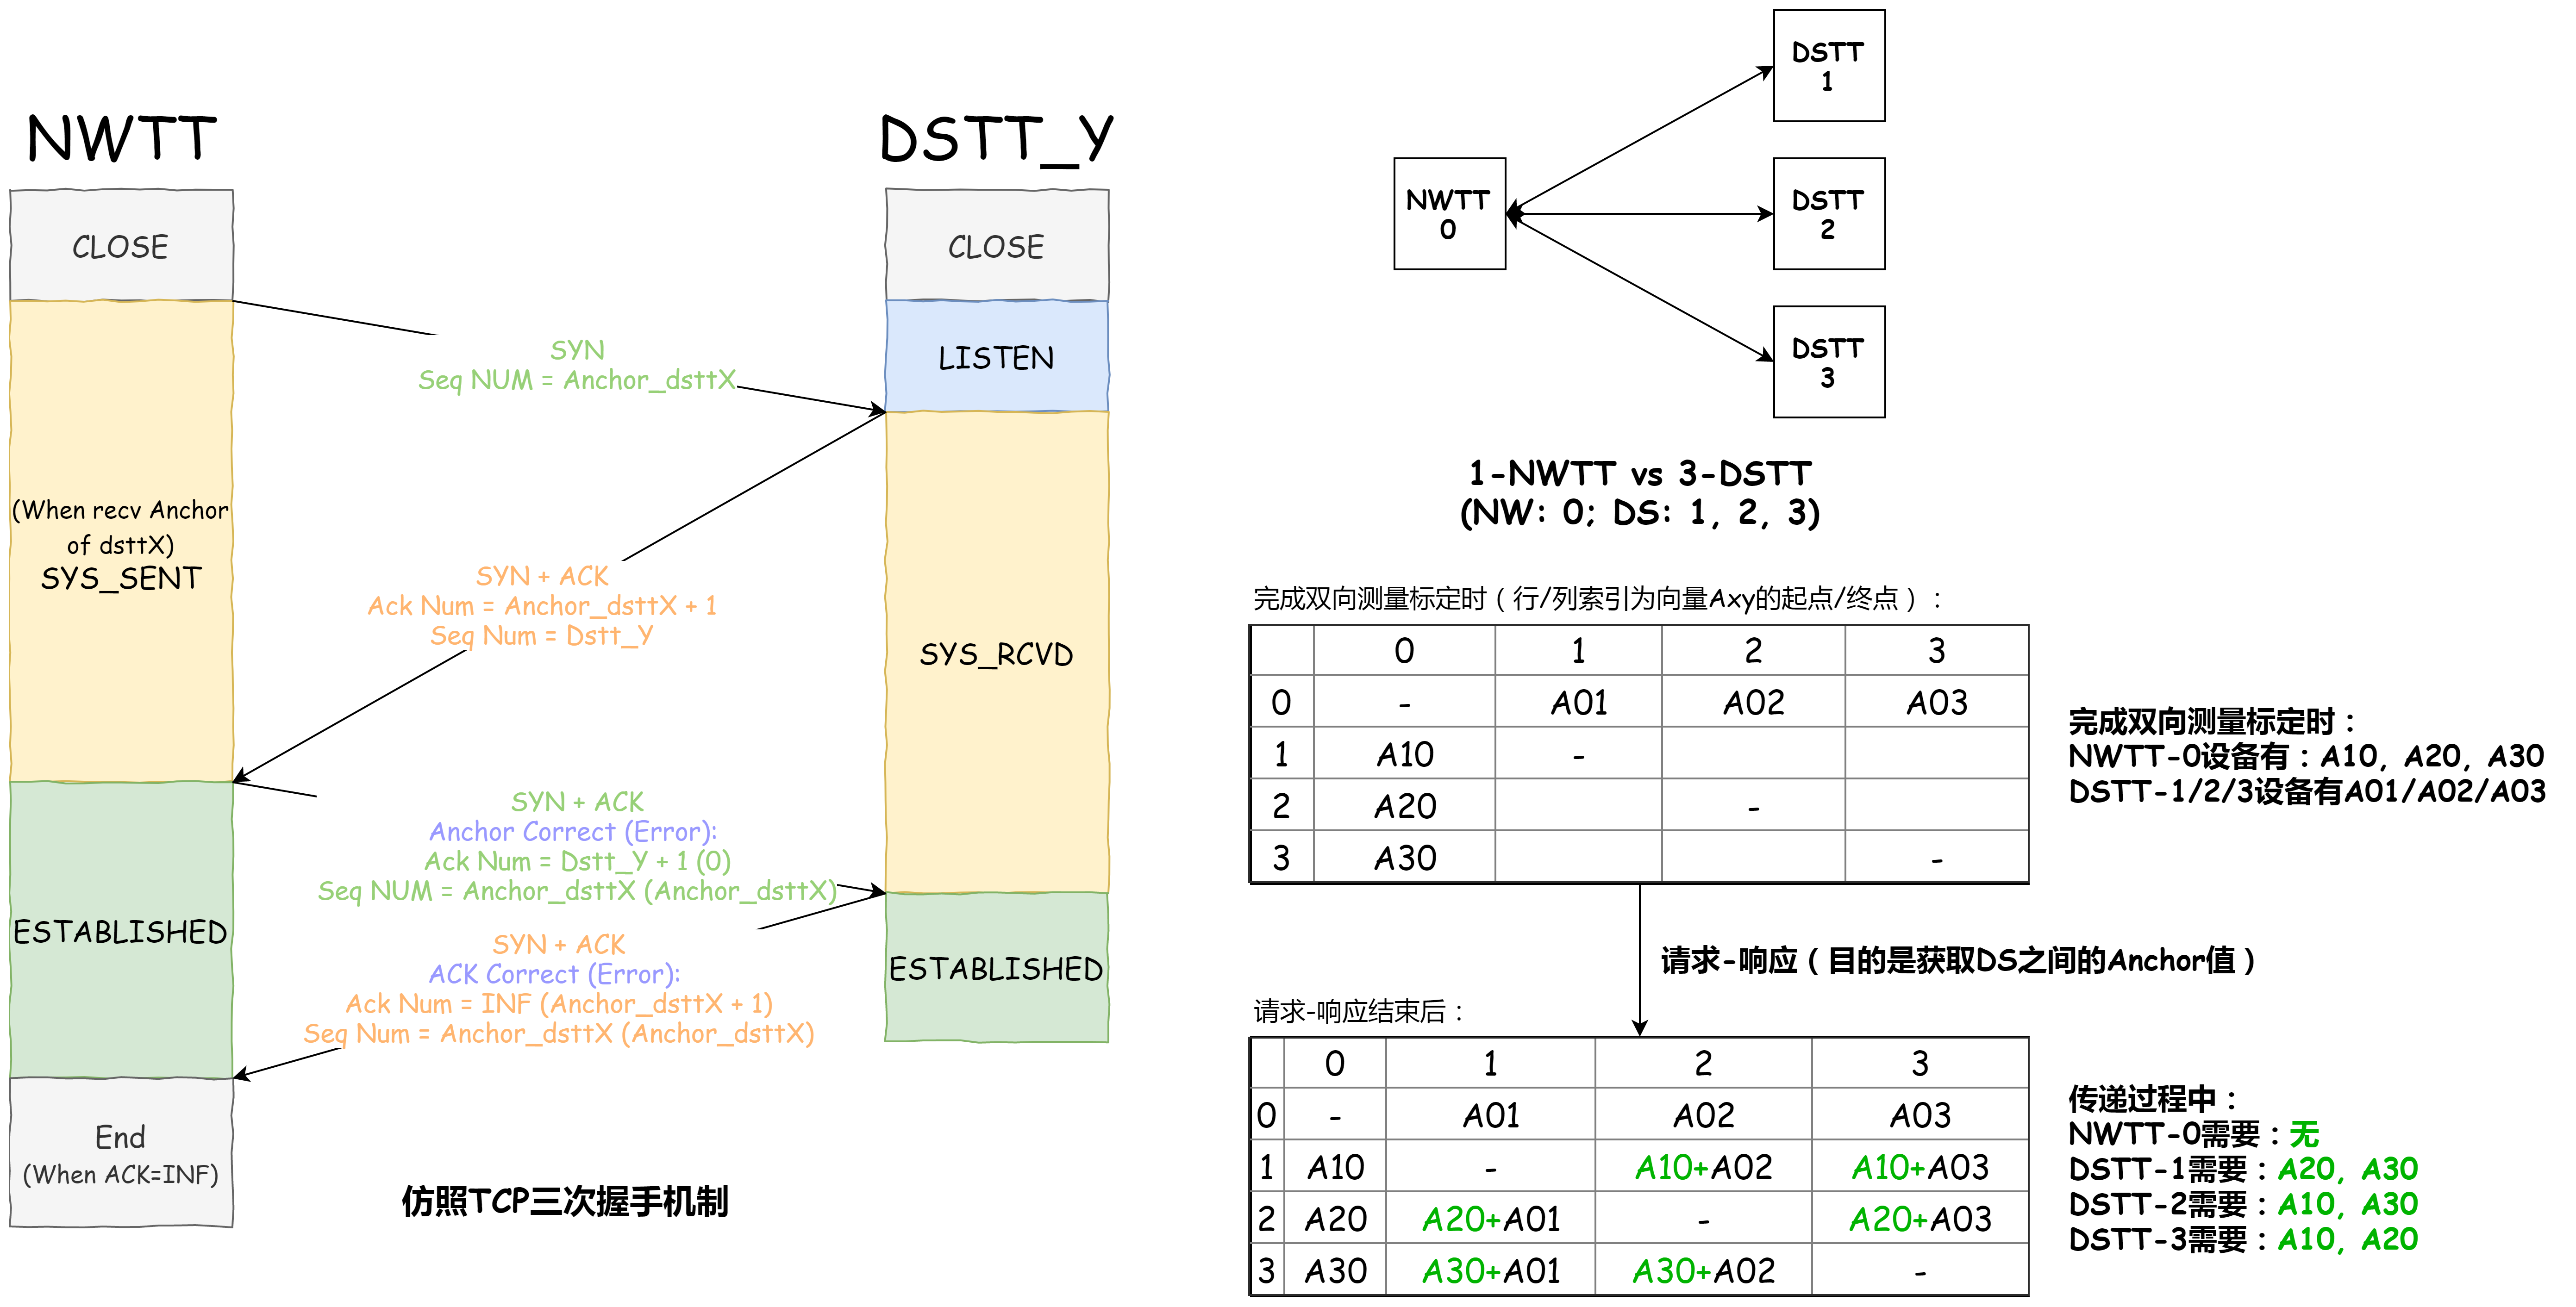 NWTT
DSTT_Y
CLOSE
CLOSE
LISTEN
SYN
Seq NUM = Anchor_dsttX
(When recv Anchor
of dsttX)
SYS_SENT
SYN + ACK
Ack Num = Anchor_dsttX + 1
Seq Num = Dstt_Y
SYS_RCVD
SYN + ACK
Anchor Correct (Error):
Ack Num = Dstt_Y + 1 (0)
Seq NUM = Anchor_dsttX (Anchor_dsttX)
ESTABLISHED
SYN + ACK
ACK Correct (Error):
Ack Num = INF (Anchor_dsttX + 1)
Seq Num = Anchor_dsttX (Anchor_dsttX)
ESTABLISHED
End
(When ACK=INF)
仿照TCP三次握手机制
DSTT
1
NWTT
0
DSTT
2
DSTT
3
1-NWTT vs 3-DSTT
(NW: 0; DS: 1, 2, 3)
完成双向测量标定时（行/列索引为向量Axy的起点/终点）：
0 1 2 3
0 - A01 A02 A03
1 A10 -
2 A20 -
3 A30 -
完成双向测量标定时：
NWTT-0设备有：A10, A20, A30
DSTT-1/2/3设备有A01/A02/A03
请求-响应（目的是获取DS之间的Anchor值）
请求-响应结束后：
0 1 2 3
0 - A01 A02 A03
1 A10 - A10+A02 A10+A03
2 A20 A20+A01 - A20+A03
3 A30 A30+A01 A30+A02 -
传递过程中：
NWTT-0需要：无
DSTT-1需要：A20, A30
DSTT-2需要：A10, A30
DSTT-3需要：A10, A20